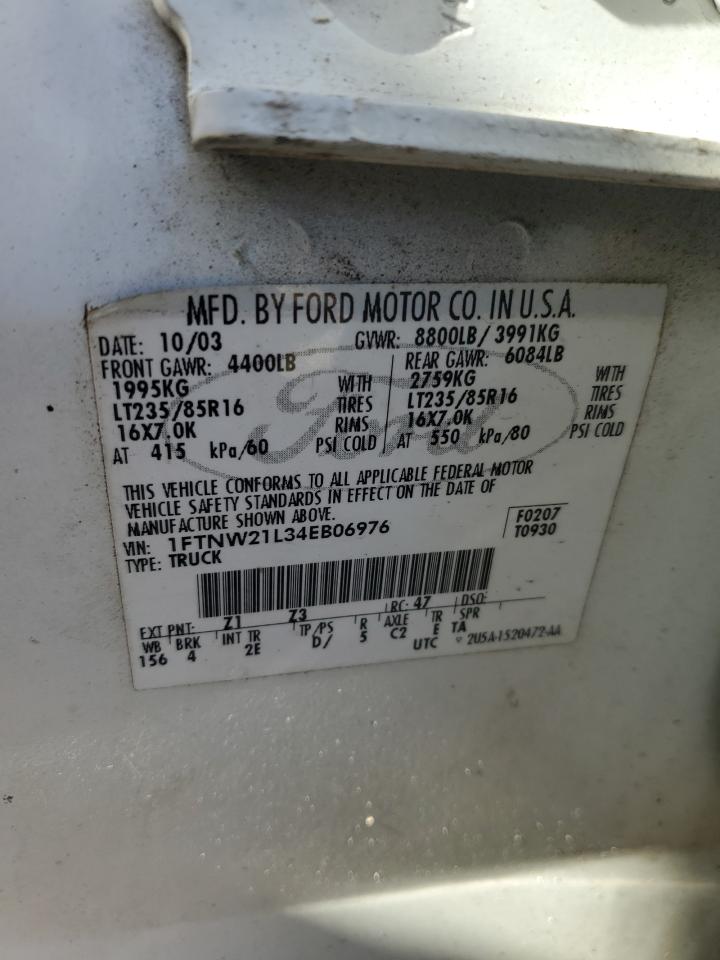 MFD. BY FORD MOTOR CO. IN U.S.A.
DATE: 10/03 GVWR: 8800LB/ 3991KG
FRONT GAWR: 4400LB REAR GAWR: 6084LB
1995KG WITH 2759KG WITH
LT235/85R16 TIRES LT235/85R16 TIRES
16X7.0K RIMS 16X7.0K RIMS
AT 415 kPa/60 PSI COLD AT 550 kPa/80 PSI COLD
Ford
THIS VEHICLE CONFORMS TO ALL APPLICABLE FEDERAL MOTOR
VEHICLE SAFETY STANDARDS IN EFFECT ON THE DATE OF
MANUFACTURE SHOWN ABOVE.
VIN: 1FTNW21L34EB06976 F0207
TYPE: TRUCK T0930
EXT PNT: Z1 Z3 RC: 47 DSO:
WB BRK INT TR TP/PS R AXLE TR SPR
156 4 2E D/ 5 C2 E TA
UTC ▽ 2U5A-1520472-AA